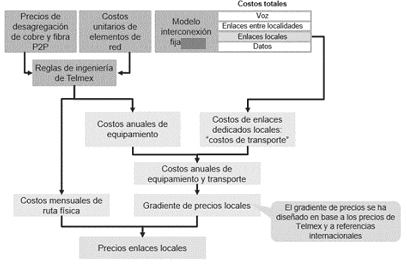 Costos totales
Precios de
desagregación
de cobre y fibra
P2P
Costos
unitarios de
elementos de
red
Modelo
interconexión
fija
Voz
Enlaces entre localidades
Enlaces locales
Datos
Reglas de ingeniería
de Telmex
Costos anuales de
equipamiento
Costos de enlaces
dedicados locales:
“costos de transporte”
Costos anuales de
equipamiento y transporte
Costos mensuales de
ruta física
Gradiente de precios locales
El gradiente de precios se ha
diseñado en base a los precios de
Telmex y a referencias
internacionales
Precios enlaces locales